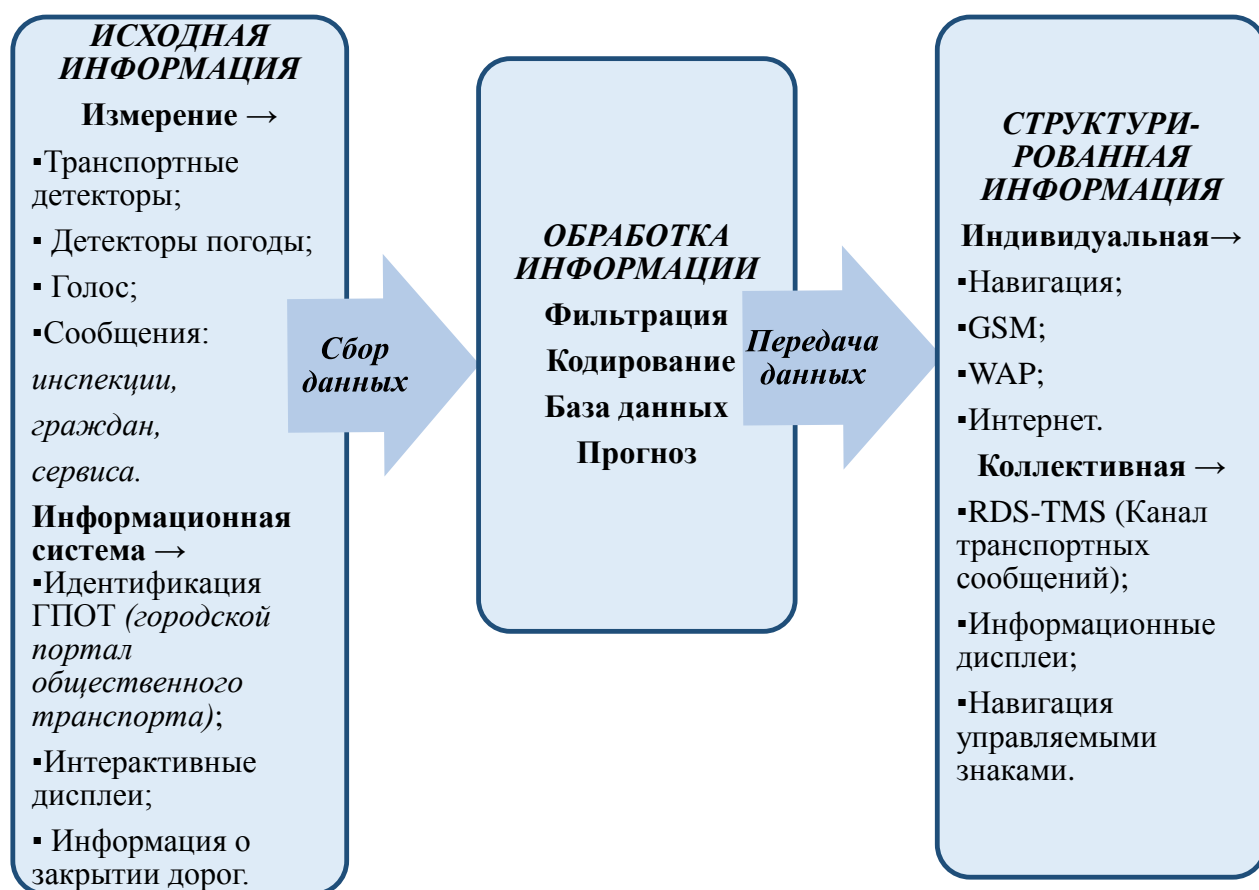 ИСХОДНАЯ
ИНФОРМАЦИЯ
Измерение →
▪Транспортные
детекторы;
▪ Детекторы погоды;
▪ Голос;
▪Сообщения:
инспекции,
граждан,
сервиса.
Информационная
система →
▪Идентификация
ГПОТ (городской
портал
общественного
транспорта);
▪Интерактивные
дисплеи;
▪ Информация о
закрытии дорог.
Сбор
данных
ОБРАБОТКА
ИНФОРМАЦИИ
Фильтрация
Кодирование
База данных
Прогноз
Передача
данных
СТРУКТУРИ-
РОВАННАЯ
ИНФОРМАЦИЯ
Индивидуальная→
▪Навигация;
▪GSM;
▪WAP;
▪Интернет.
Коллективная →
▪RDS-TMS (Канал
транспортных
сообщений);
▪Информационные
дисплеи;
▪Навигация
управляемыми
знаками.